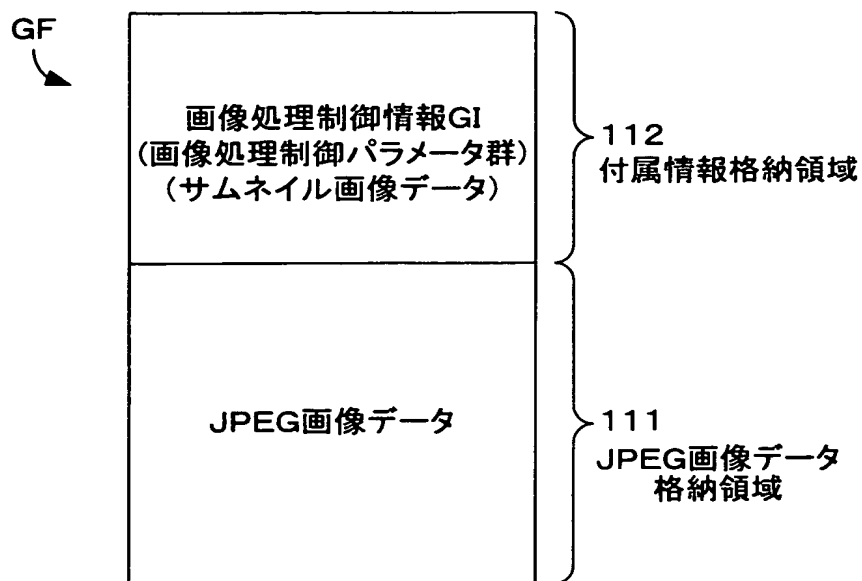 GF
画像処理制御情報GI
(画像処理制御パラメータ群)
(サムネイル画像データ)
112
付属情報格納領域
JPEG画像データ
111
JPEG画像データ
格納領域